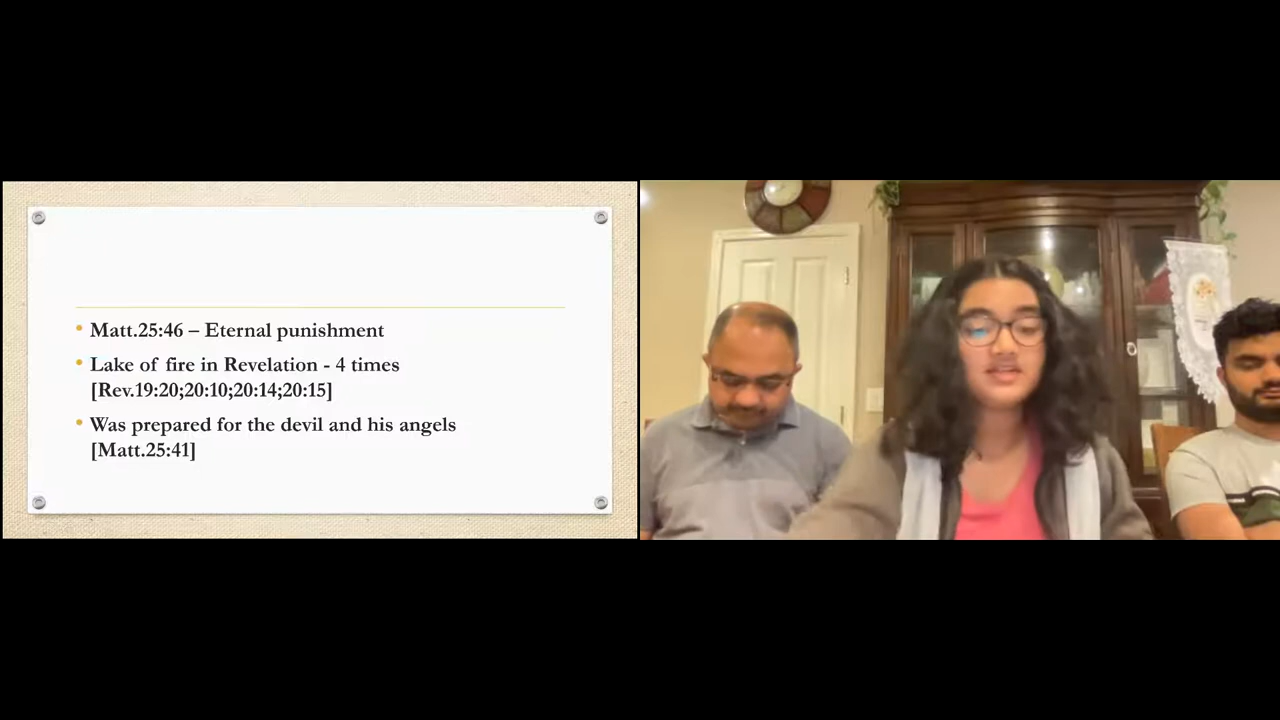 • Matt.25:46 – Eternal punishment
• Lake of fire in Revelation - 4 times
[Rev.19:20;20:10;20:14;20:15]
• Was prepared for the devil and his angels
[Matt.25:41]